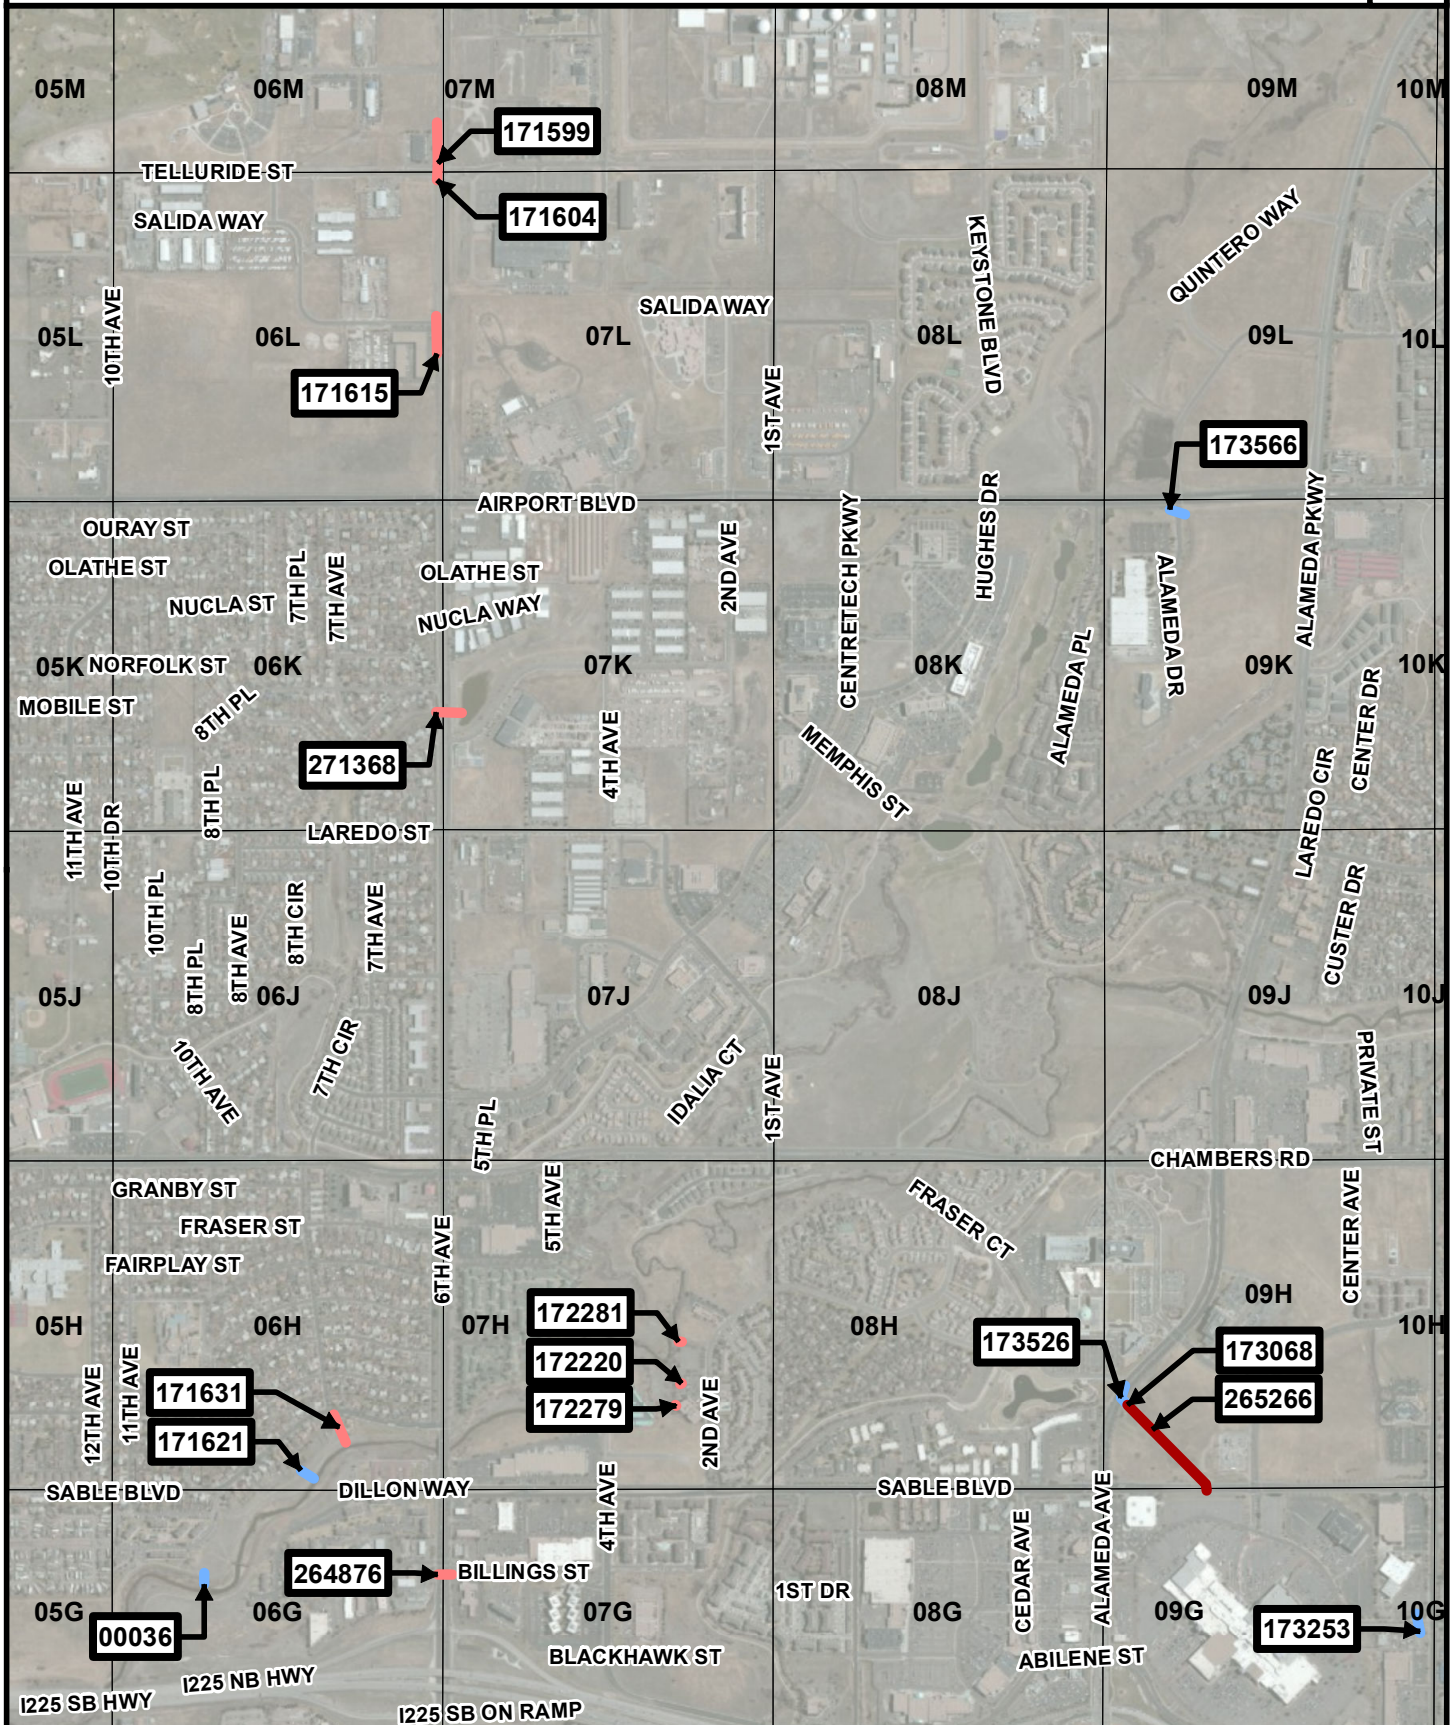 05M
06M
07M
08M
09M
10M
171599
TELLURIDE ST
171604
SALIDA WAY
KEYSTONE BLVD
QUINTERO WAY
SALIDA WAY
10TH AVE
05L
06L
07L
08L
09L
10L
171615
1ST AVE
173566
AIRPORT BLVD
OURAY ST
OLATHE ST
7TH PL
7TH AVE
OLATHE ST
2ND AVE
CENTRETECH PKWY
HUGHES DR
ALAMEDA PKWY
NUCLA ST
NUCLA WAY
ALAMEDA DR
05K
NORFOLK ST
06K
07K
08K
ALAMEDA PL
09K
10K
MOBILE ST
8TH PL
CENTER DR
271368
4TH AVE
MEMPHIS ST
11TH AVE
10TH DR
8TH PL
LAREDO ST
LAREDO CIR
10TH PL
8TH PL
8TH AVE
8TH CIR
7TH AVE
CUSTER DR
05J
06J
07J
08J
09J
10J
10TH AVE
7TH CIR
5TH PL
IDALIA CT
1ST AVE
PRIVATE ST
CHAMBERS RD
GRANBY ST
FRASER ST
FAIRPLAY ST
6TH AVE
5TH AVE
FRASER CT
CENTER AVE
05H
06H
07H
172281
172220
172279
08H
09H
10H
173526
173068
265266
12TH AVE
11TH AVE
171631
171621
2ND AVE
SABLE BLVD
DILLON WAY
4TH AVE
SABLE BLVD
CEDAR AVE
ALAMEDA AVE
264876
BILLINGS ST
1ST DR
05G
06G
07G
08G
09G
10G
00036
173253
BLACKHAWK ST
ABILENE ST
I225 NB HWY
I225 SB HWY
I225 SB ON RAMP